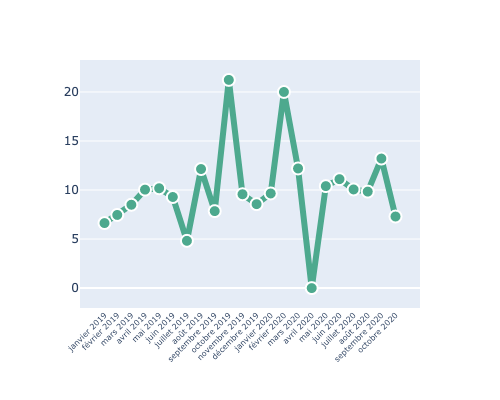 20
15
10
5
0
janvier 2019
février 2019
mars 2019
avril 2019
mai 2019
juin 2019
juillet 2019
août 2019
septembre 2019
octobre 2019
novembre 2019
décembre 2019
janvier 2020
février 2020
mars 2020
avril 2020
mai 2020
juin 2020
juillet 2020
août 2020
septembre 2020
octobre 2020